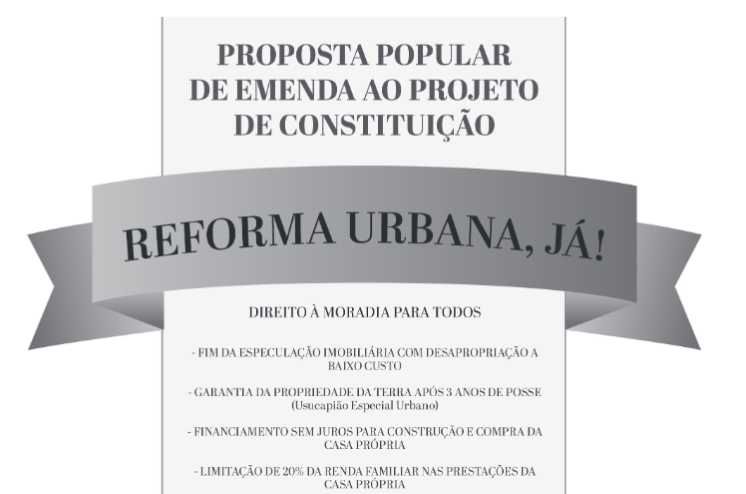 PROPOSTA POPULAR
DE EMENDA AO PROJETO
DE CONSTITUIÇÃO
REFORMA URBANA, JÁ!
DIREITO À MORADIA PARA TODOS
- FIM DA ESPECULAÇÃO IMOBILIÁRIA COM DESAPROPRIAÇÃO A
BAIXO CUSTO
- GARANTIA DA PROPRIEDADE DA TERRA APÓS 3 ANOS DE POSSE
(Usucapião Especial Urbano)
- FINANCIAMENTO SEM JUROS PARA CONSTRUÇÃO E COMPRA DA
CASA PRÓPRIA
- LIMITAÇÃO DE 20% DA RENDA FAMILIAR NAS PRESTAÇÕES DA
CASA PRÓPRIA